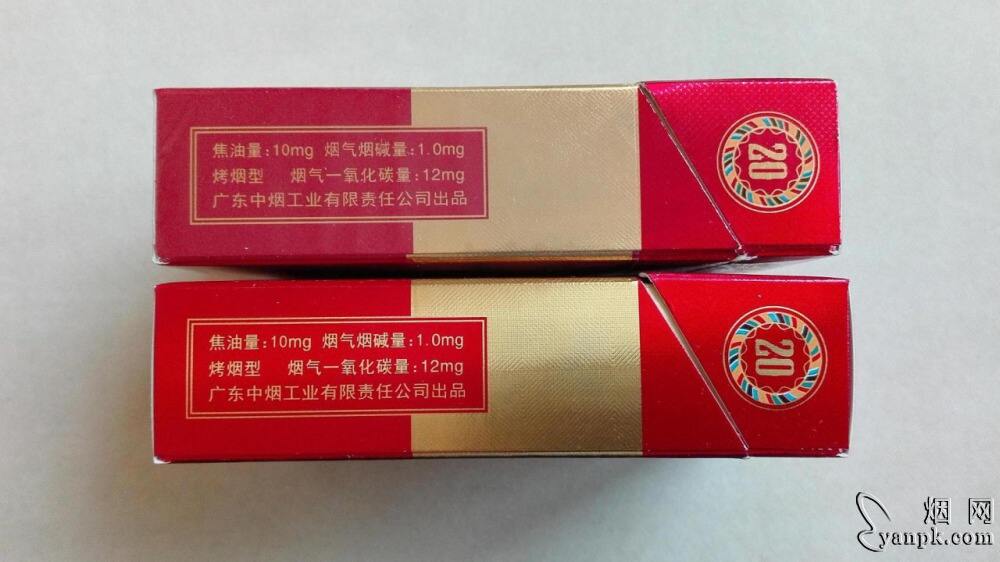 焦油量:10mg 烟气烟碱量:1.0mg
烤烟型 烟气一氧化碳量:12mg
广东中烟工业有限责任公司出品
20
焦油量:10mg 烟气烟碱量:1.0mg
烤烟型 烟气一氧化碳量:12mg
广东中烟工业有限责任公司出品
20
烟网
yanpk.com